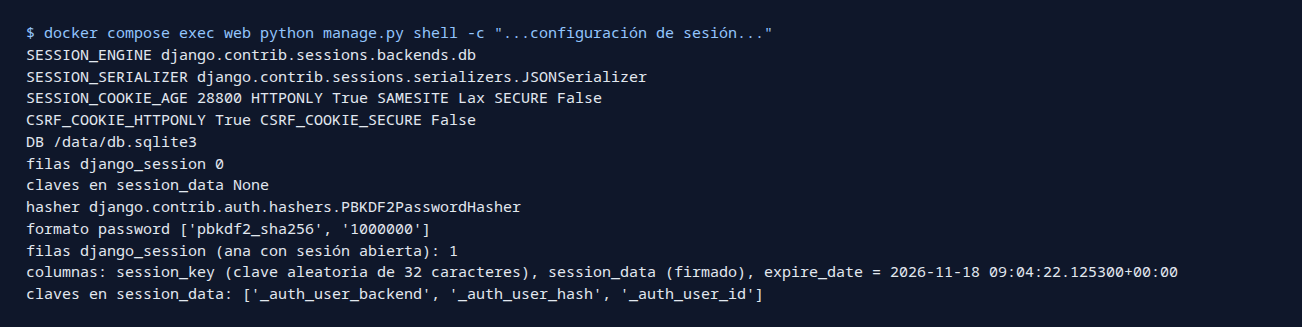 $ docker compose exec web python manage.py shell -c "...configuración de sesión..."
SESSION_ENGINE django.contrib.sessions.backends.db
SESSION_SERIALIZER django.contrib.sessions.serializers.JSONSerializer
SESSION_COOKIE_AGE 28800 HTTPONLY True SAMESITE Lax SECURE False
CSRF_COOKIE_HTTPONLY True CSRF_COOKIE_SECURE False
DB /data/db.sqlite3
filas django_session 0
claves en session_data None
hasher django.contrib.auth.hashers.PBKDF2PasswordHasher
formato password ['pbkdf2_sha256', '1000000']
filas django_session (ana con sesión abierta): 1
columnas: session_key (clave aleatoria de 32 caracteres), session_data (firmado), expire_date = 2026-11-18 09:04:22.125300+00:00
claves en session_data: ['_auth_user_backend', '_auth_user_hash', '_auth_user_id']